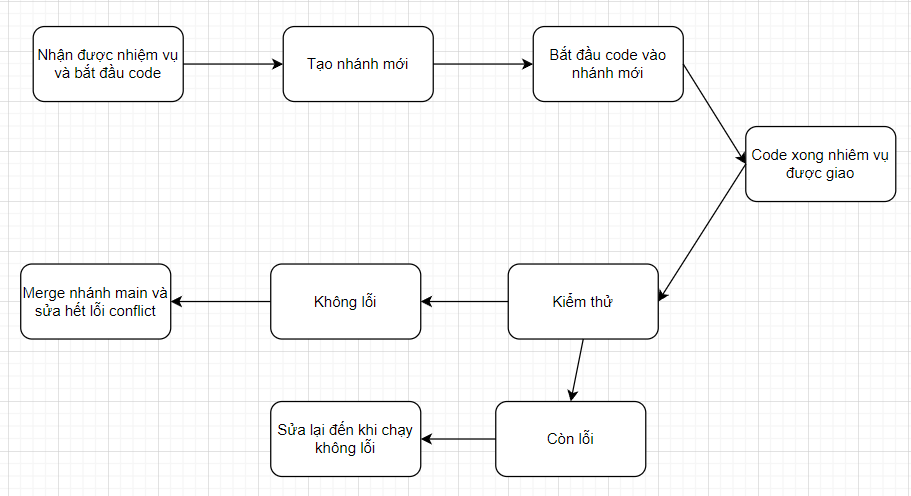 Nhận được nhiệm vụ
và bắt đầu code
Tạo nhánh mới
Bắt đầu code vào
nhánh mới
Code xong nhiêm vụ
được giao
Kiểm thử
Không lỗi
Merge nhánh main và
sửa hết lỗi conflict
Còn lỗi
Sửa lại đến khi chạy
không lỗi